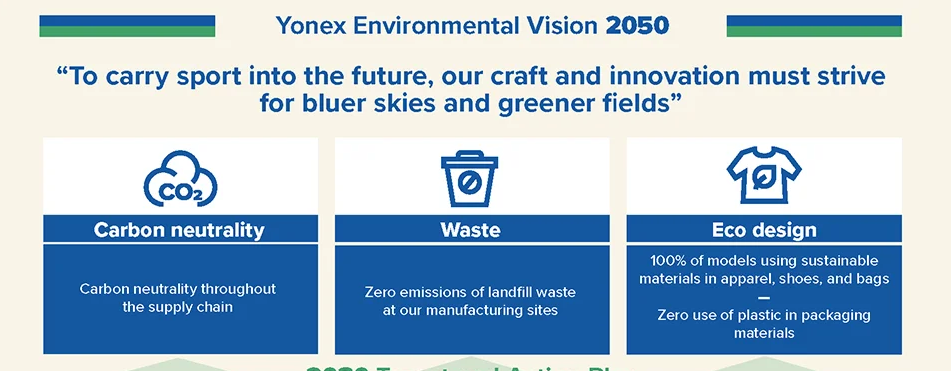 Yonex Environmental Vision 2050
“To carry sport into the future, our craft and innovation must strive
for bluer skies and greener fields”
CO₂
Carbon neutrality
Carbon neutrality throughout
the supply chain
Waste
Zero emissions of landfill waste
at our manufacturing sites
Eco design
100% of models using sustainable
materials in apparel, shoes, and bags
Zero use of plastic in packaging
materials